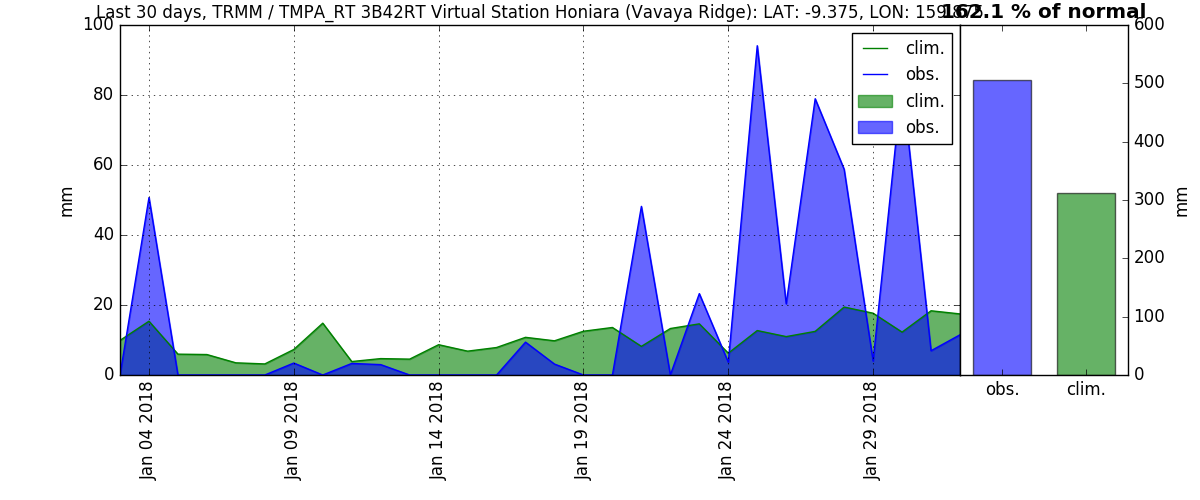 Last 30 days, TRMM / TMPA_RT 3B42RT Virtual Station Honiara (Vavaya Ridge): LAT: -9.375, LON: 159.875
162.1 % of normal
100
80
60
40
20
0
mm
clim.
obs.
clim.
obs.
600
500
400
300
200
100
0
mm
Jan 04 2018
Jan 09 2018
Jan 14 2018
Jan 19 2018
Jan 24 2018
Jan 29 2018
obs.
clim.